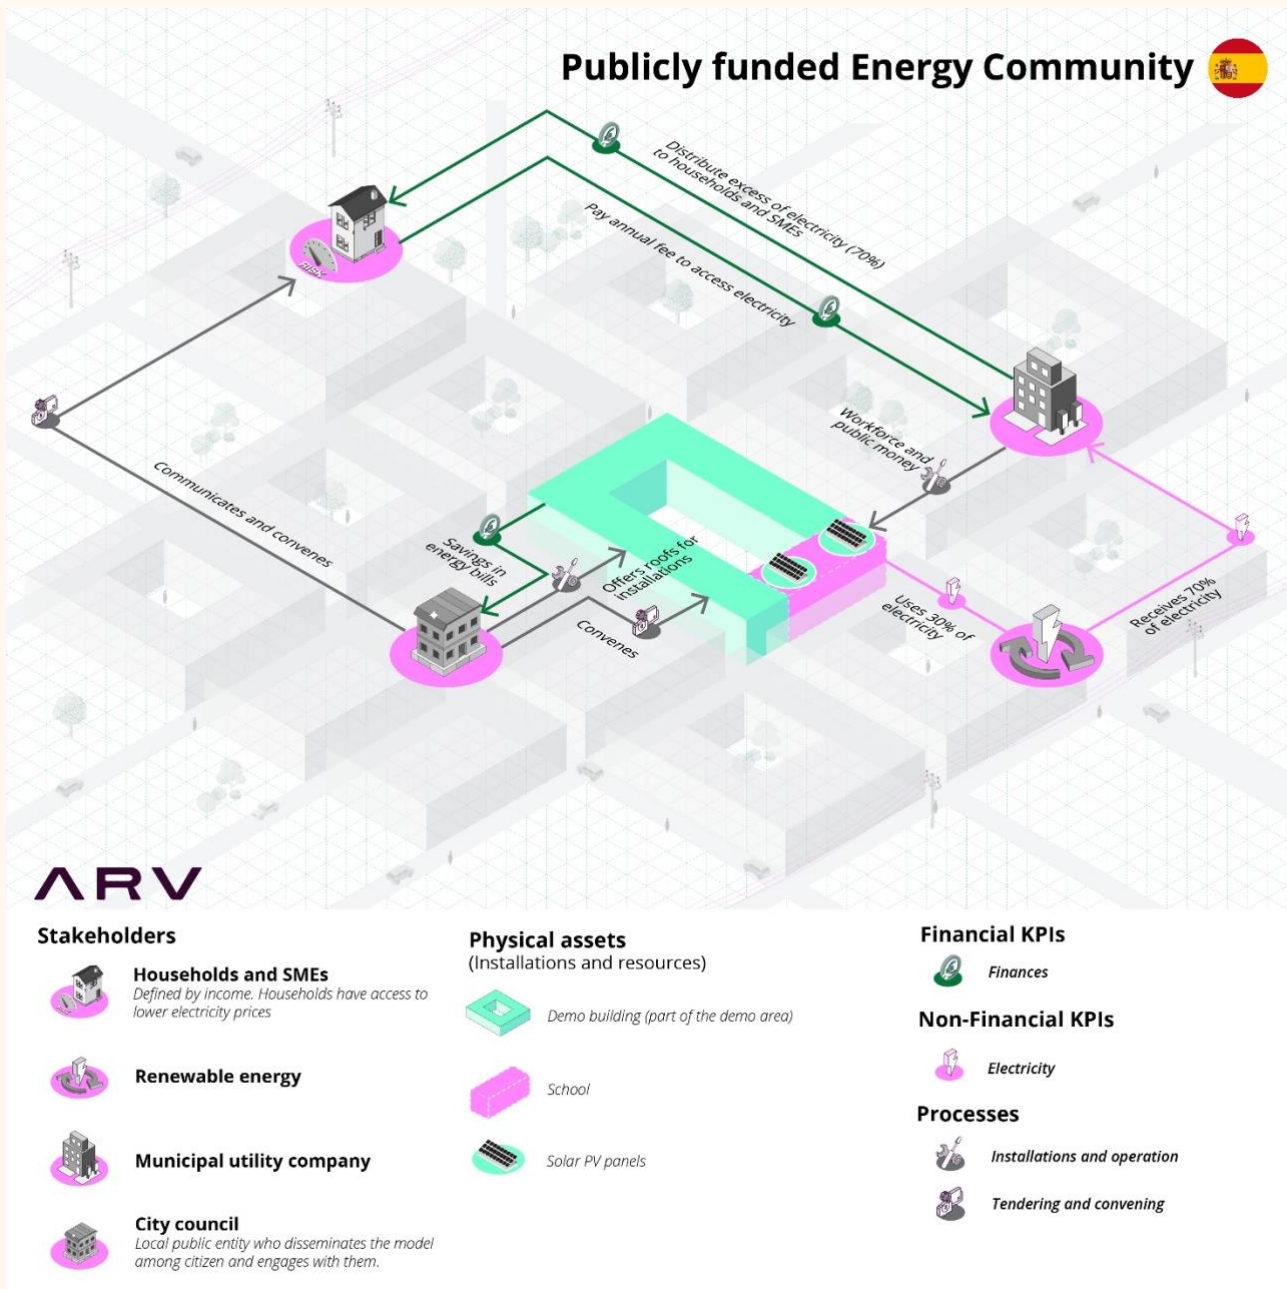 Publicly funded Energy Community
Distribute excess of electricity (70%)
to households and SMEs
Pay annual fee to access electricity
RISK
Workforce and
public money
Communicates and convenes
Savings in
energy bills
Offers roofs for
installations
Convenes
Uses 30% of
electricity
Receives 70%
of electricity
ARV
Stakeholders
Households and SMEs
Defined by income. Households have access to
lower electricity prices
Renewable energy
Municipal utility company
City council
Local public entity who disseminates the model
among citizen and engages with them.
Physical assets
(Installations and resources)
Demo building (part of the demo area)
School
Solar PV panels
Financial KPIs
Finances
Non-Financial KPIs
Electricity
Processes
Installations and operation
Tendering and convening